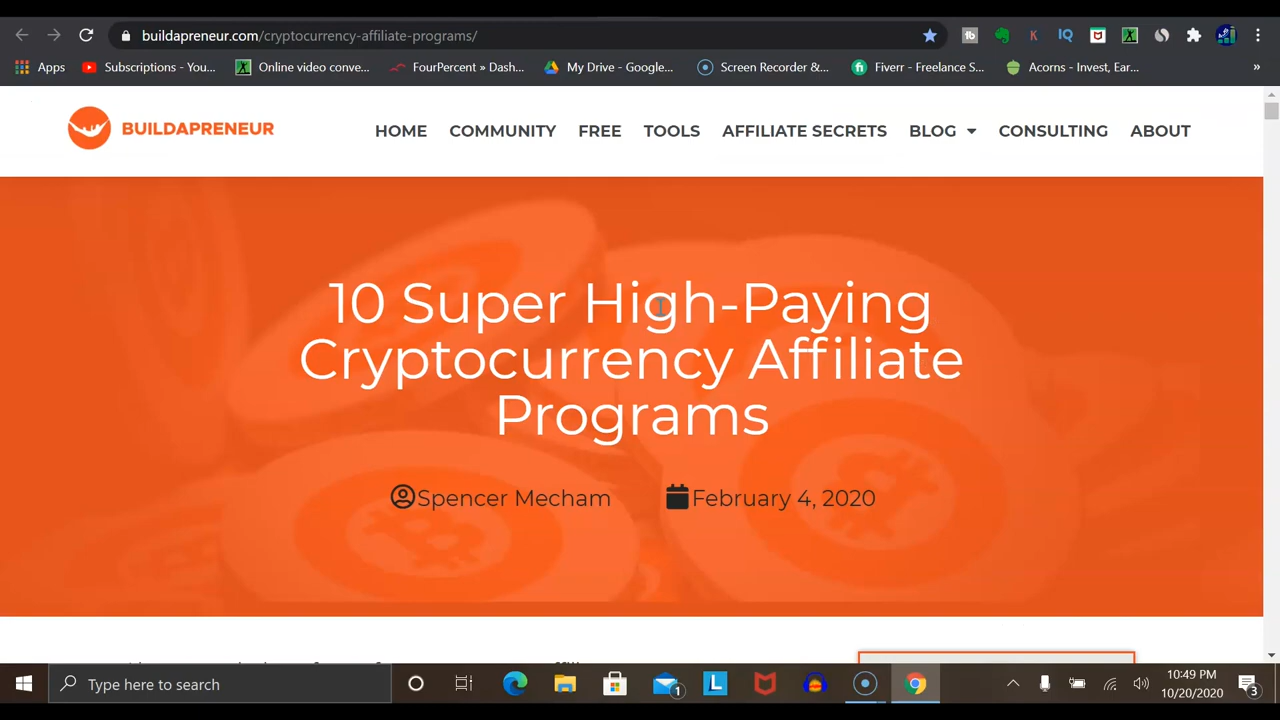 buildapreneur.com/cryptocurrency-affiliate-programs/
Apps
Subscriptions - You...
Online video conve...
FourPercent » Dash...
My Drive - Google...
Screen Recorder &...
Fiverr - Freelance S...
Acorns - Invest, Ear...
»
BUILDAPRENEUR
HOME
COMMUNITY
FREE
TOOLS
AFFILIATE SECRETS
BLOG
CONSULTING
ABOUT
10 Super High-Paying
Cryptocurrency Affiliate
Programs
Spencer Mecham
February 4, 2020
Type here to search
10:49 PM
10/20/2020